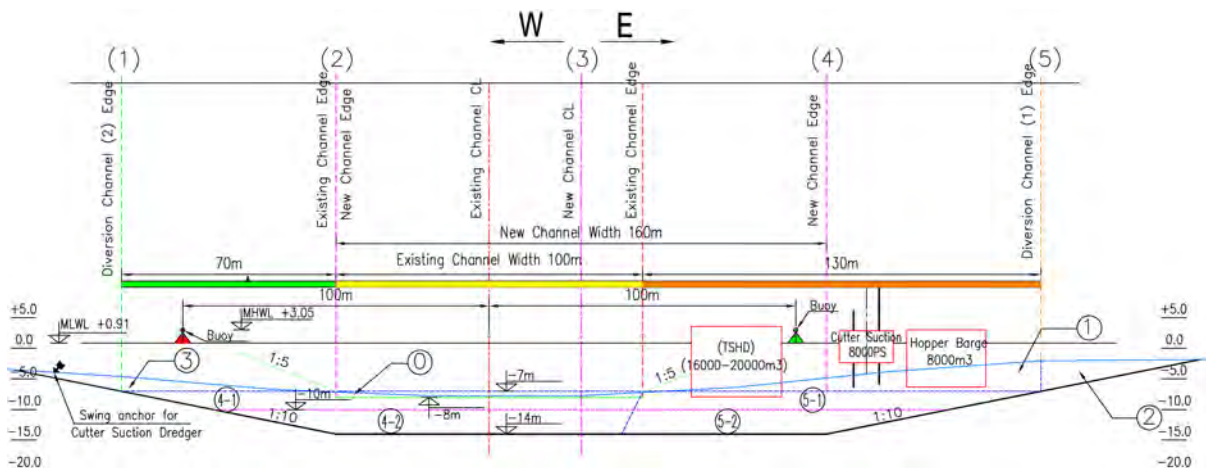 W E
(1) (2) (3) (4) (5)
Diversion Channel (2) Edge
Existing Channel Edge
New Channel Edge
Existing Channel CL
New Channel CL
Existing Channel Edge
New Channel Edge
Diversion Channel (1) Edge
New Channel Width 160m
70m
Existing Channel Width 100m
130m
100m
100m
+5.0
MLWL +0.91
0.0
-5.0
-10.0
-15.0
-20.0
MHWL +3.05
Buoy
Buoy
(TSHD)
(16000-20000m3)
Cutter Suction
8000PS
Hopper Barge
8000m3
+5.0
0.0
-5.0
-10.0
-15.0
-20.0
1
3
1:5
0
-7m
1:5
4-1
-10m
5-1
2
1:10
-8m
1:10
4-2
-14m
5-2
Swing anchor for
Cutter Suction Dredger